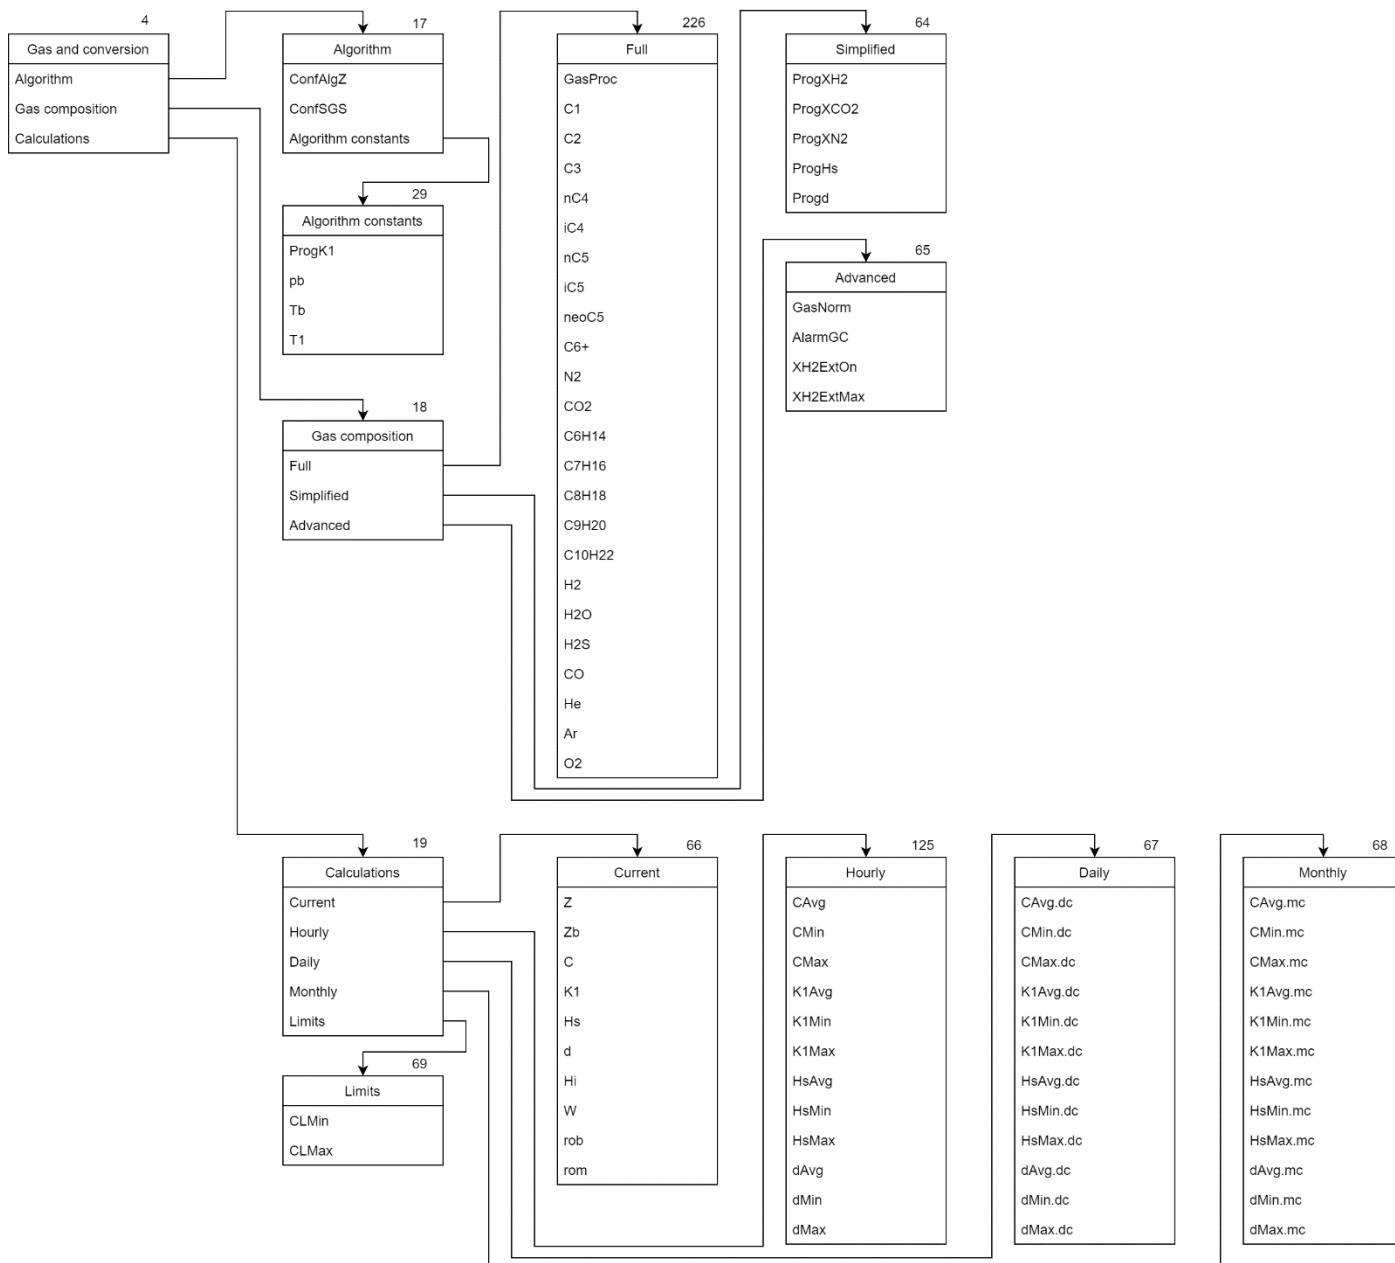 4
Gas and conversion
Algorithm
Gas composition
Calculations
17
Algorithm
ConfAlgZ
ConfSGS
Algorithm constants
29
Algorithm constants
ProgK1
pb
Tb
T1
18
Gas composition
Full
Simplified
Advanced
226
Full
GasProc
C1
C2
C3
nC4
iC4
nC5
iC5
neoC5
C6+
N2
CO2
C6H14
C7H16
C8H18
C9H20
C10H22
H2
H2O
H2S
CO
He
Ar
O2
64
Simplified
ProgXH2
ProgXCO2
ProgXN2
ProgHs
Progd
65
Advanced
GasNorm
AlarmGC
XH2ExtOn
XH2ExtMax
19
Calculations
Current
Hourly
Daily
Monthly
Limits
69
Limits
CLMin
CLMax
66
Current
Z
Zb
C
K1
Hs
d
Hi
W
rob
rom
125
Hourly
CAvg
CMin
CMax
K1Avg
K1Min
K1Max
HsAvg
HsMin
HsMax
dAvg
dMin
dMax
67
Daily
CAvg.dc
CMin.dc
CMax.dc
K1Avg.dc
K1Min.dc
K1Max.dc
HsAvg.dc
HsMin.dc
HsMax.dc
dAvg.dc
dMin.dc
dMax.dc
68
Monthly
CAvg.mc
CMin.mc
CMax.mc
K1Avg.mc
K1Min.mc
K1Max.mc
HsAvg.mc
HsMin.mc
HsMax.mc
dAvg.mc
dMin.mc
dMax.mc